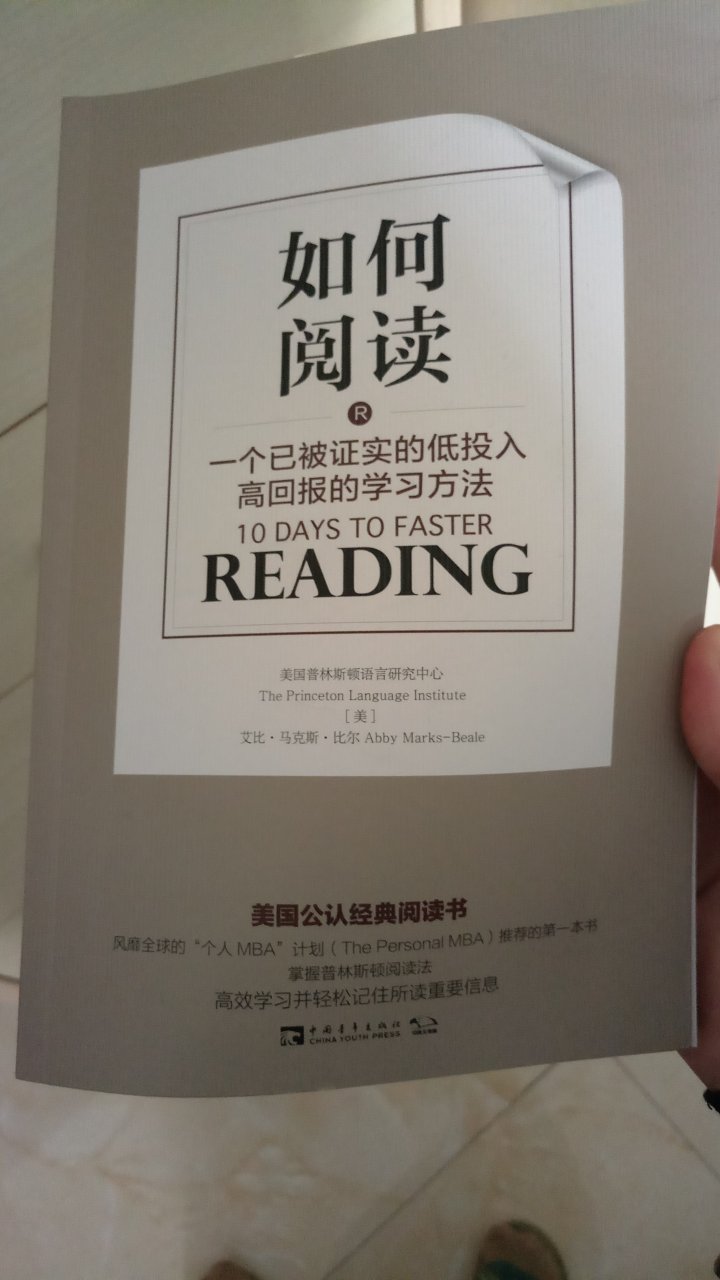 如何
阅读
R
一个已被证实的低投入
高回报的学习方法
10 DAYS TO FASTER
READING
美国普林斯顿语言研究中心
The Princeton Language Institute
[美]
艾比·马克斯·比尔 Abby Marks-Beale
美国公认经典阅读书
风靡全球的“个人MBA”计划(The Personal MBA)推荐的第一本书
掌握普林斯顿阅读法
高效学习并轻松记住所读重要信息
中国青年出版社
CHINA YOUTH PRESS